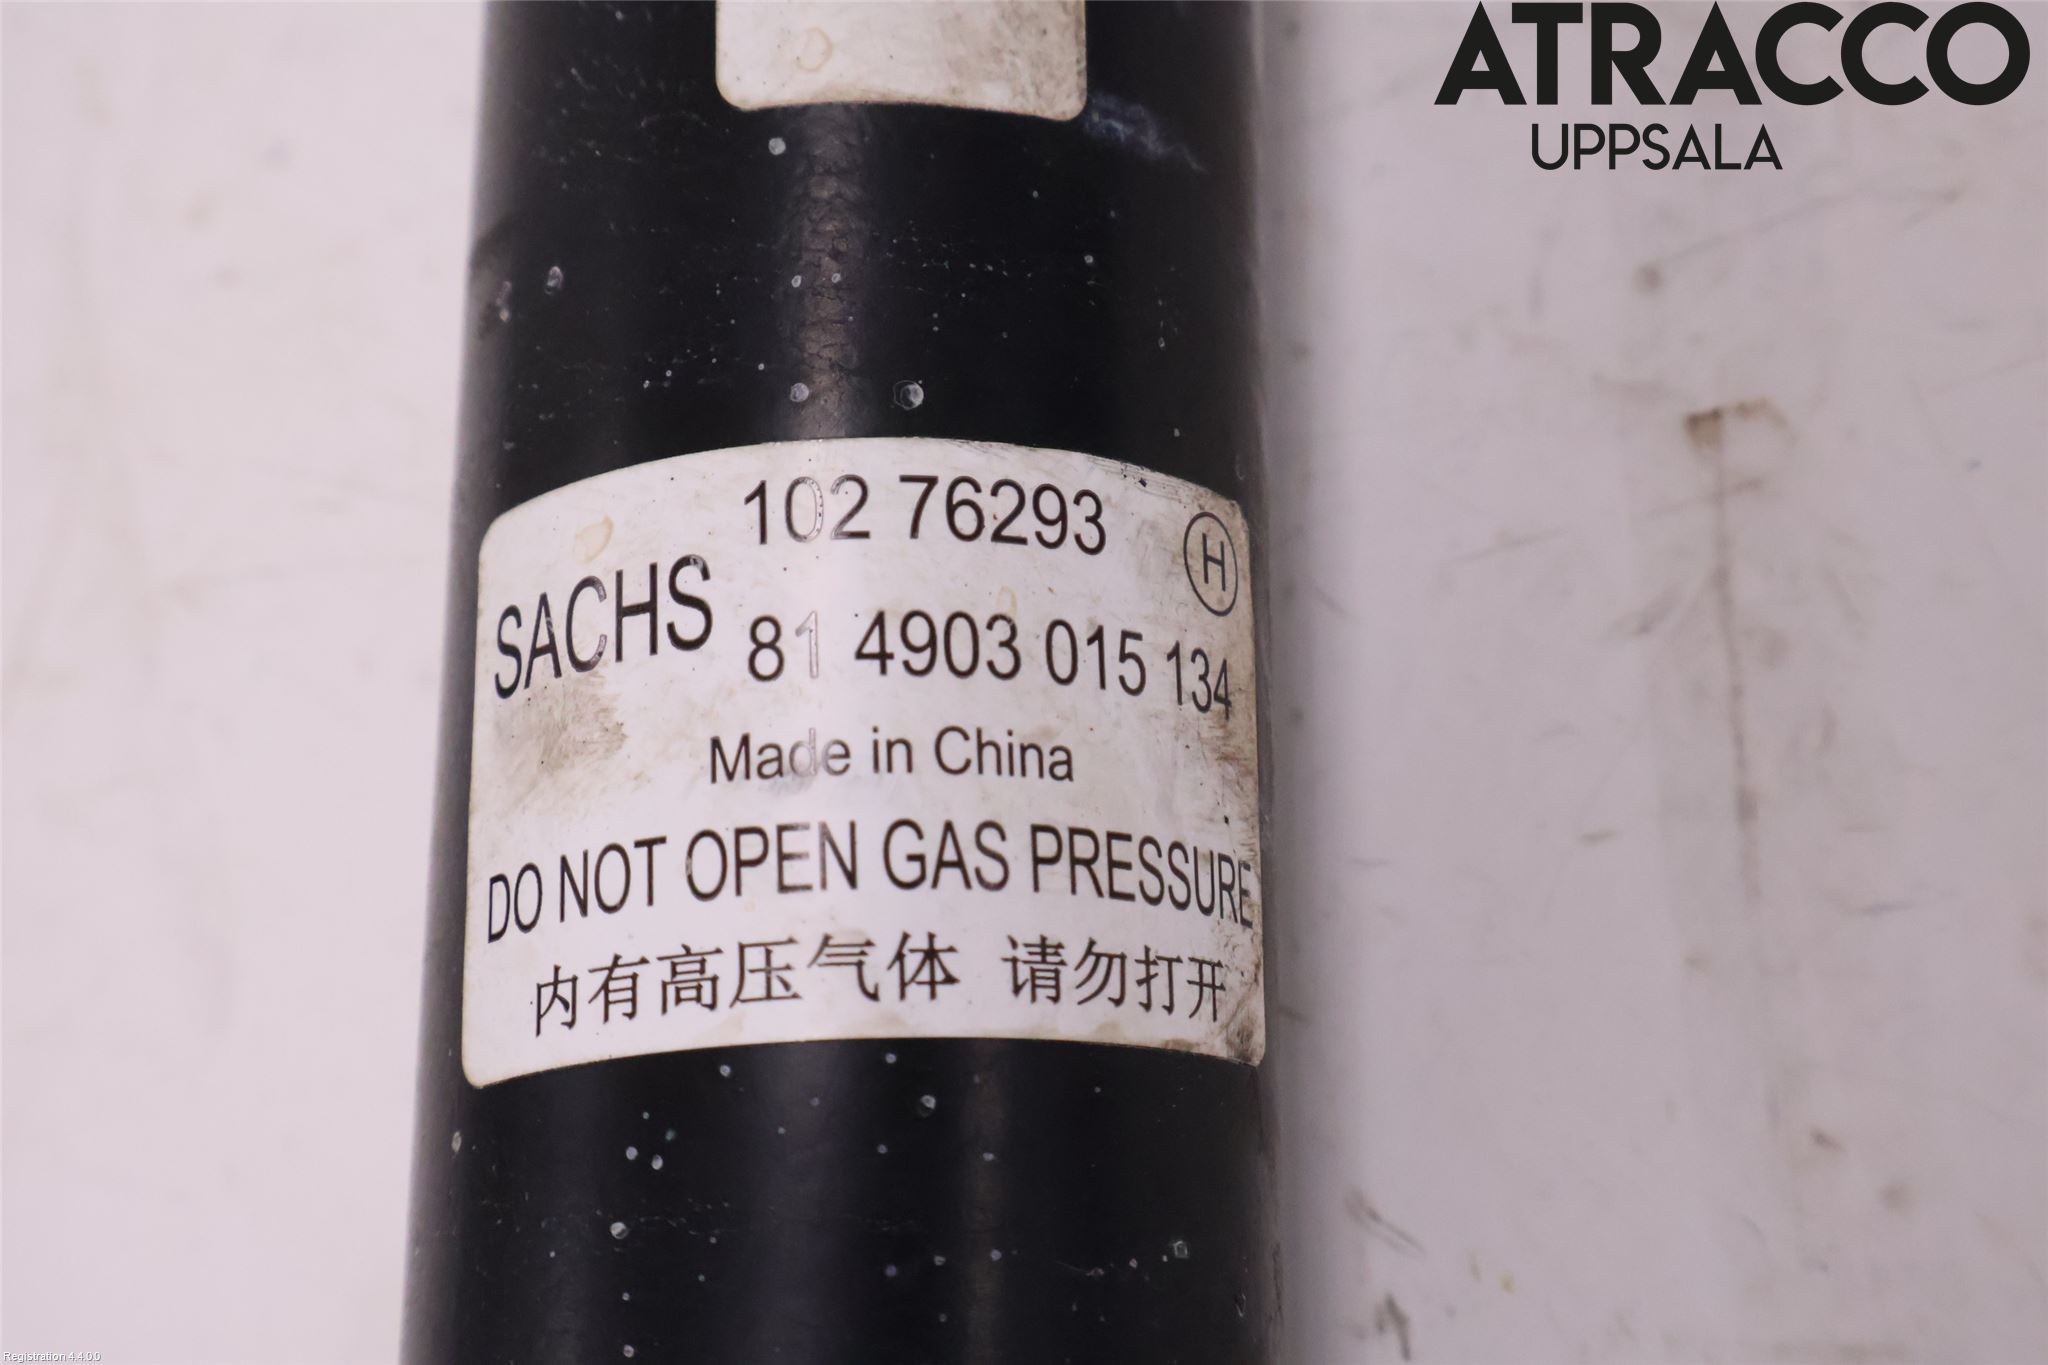 ATRACCO
UPPSALA
102 76293
H
SACHS
81 4903 015 134
Made in China
DO NOT OPEN GAS PRESSURE
内有高压气体 请勿打开
Registration 4.4.0.0